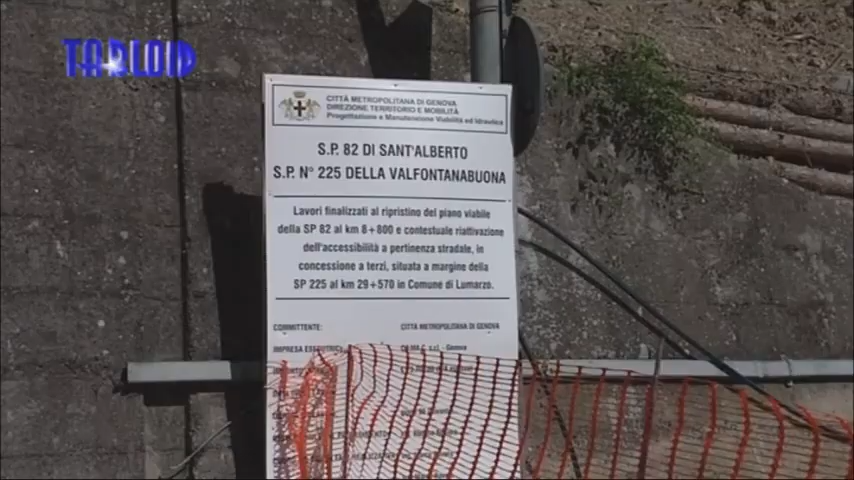 TABLOID
CITTÀ METROPOLITANA DI GENOVA
DIREZIONE TERRITORIO E MOBILITÀ
Progettazione e Manutenzione Viabilità ed Idraulica
S.P. 82 DI SANT'ALBERTO
S.P. N° 225 DELLA VALFONTANABUONA
Lavori finalizzati al ripristino del piano viabile
della SP 82 al km 8+800 e contestuale riattivazione
dell'accessibilità a pertinenza stradale, in
concessione a terzi, situata a margine della
SP 225 al km 29+570 in Comune di Lumarzo.
COMMITTENTE: CITTÀ METROPOLITANA DI GENOVA
IMPRESA ESECUTRICE s.r.l. - Genova